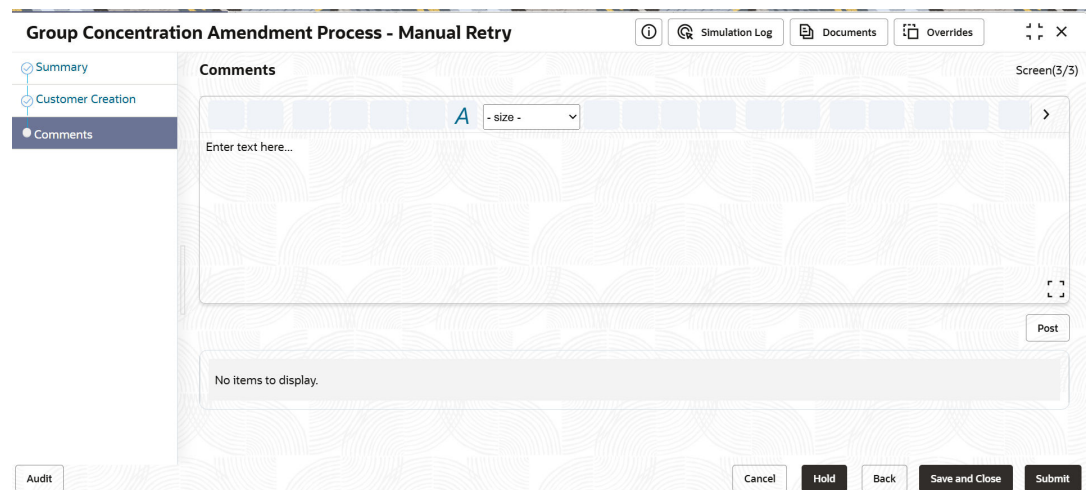 Group Concentration Amendment Process - Manual Retry
Simulation Log
Documents
Overrides
Summary
Customer Creation
Comments
Comments
Screen(3/3)
A
- size -
Enter text here...
Post
No items to display.
Audit
Cancel
Hold
Back
Save and Close
Submit